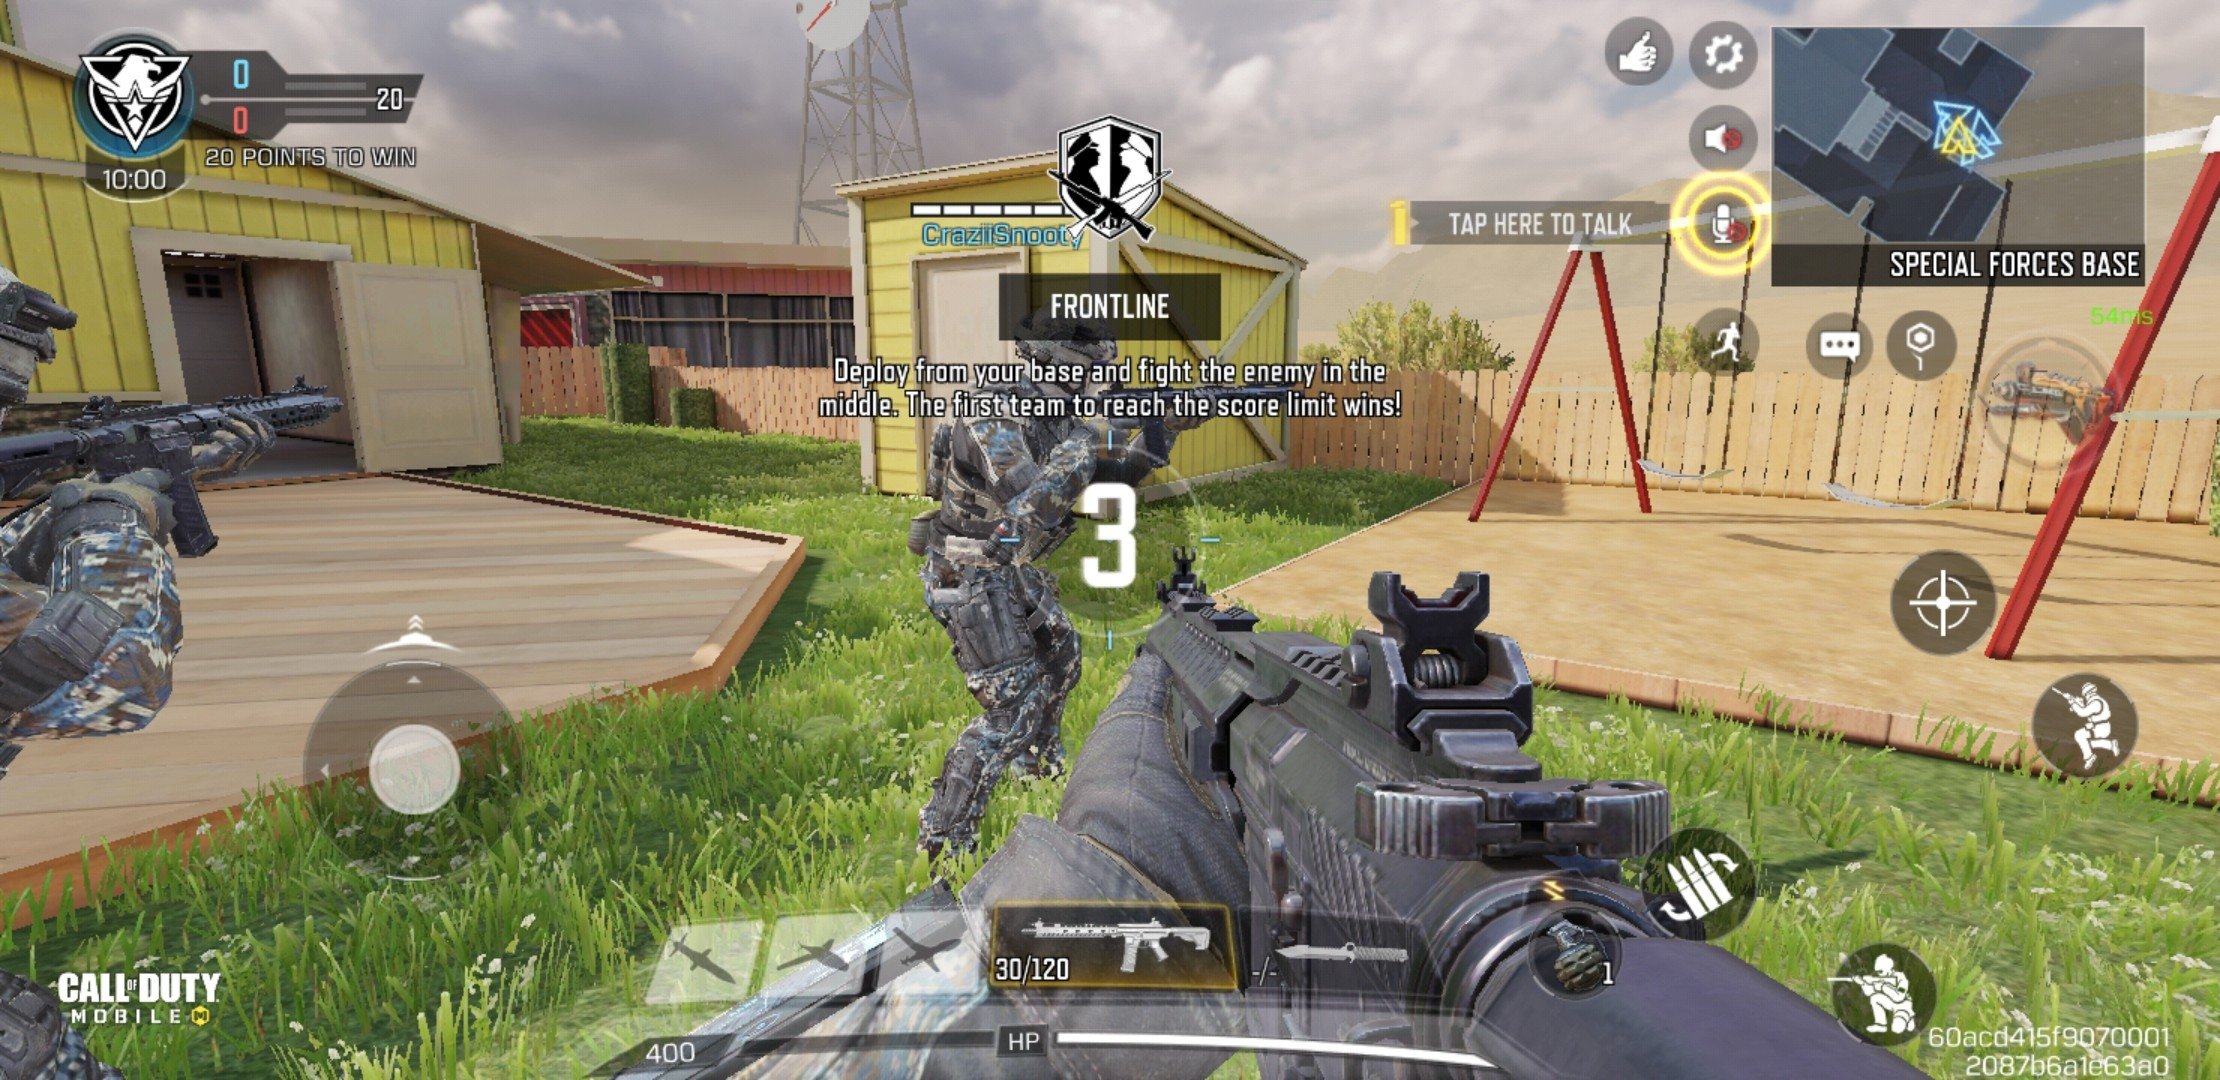 0
0
20
20 POINTS TO WIN
10:00
CraziiSnooty
FRONTLINE
Deploy from your base and fight the enemy in the
middle. The first team to reach the score limit wins!
3
TAP HERE TO TALK
SPECIAL FORCES BASE
54ms
30/120
-/-
1
400
HP
CALL OF DUTY
MOBILE
60acd415f9070001
2087b6a1e63a0